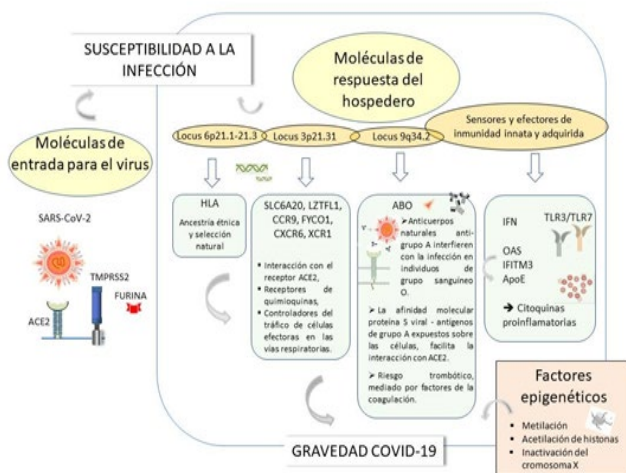 SUSCEPTIBILIDAD A LA
INFECCIÓN
Moléculas de
respuesta del
hospedero
Moléculas de
entrada para el virus
Locus 6p21.1-21.3
Locus 3p21.31
Locus 9q34.2
Sensores y efectores de
inmunidad innata y adquirida
SARS-CoV-2
TMPRSS2
FURINA
ACE2
HLA
Ancestría étnica
y selección
natural
SLC6A20, LZTFL1,
CCR9, FYCO1,
CXCR6, XCR1
• Interacción con el
receptor ACE2,
• Receptores de
quimioquinas,
• Controladores del
tráfico de células
efectoras en las
vías respiratorias.
ABO
➤ Anticuerpos
naturales anti-
grupo A interfieren
con la infección en
individuos de
grupo sanguineo
O.
➤ La afinidad molecular
proteína S viral - antígenos
de grupo A expuestos sobre
las células, facilita la
interacción con ACE2.
➤ Riesgo trombótico,
mediado por factores de la
coagulación.
IFN
TLR3/TLR7
OAS
IFITM3
ApoE
➔ Citoquinas
proinflamatorias
Factores
epigenéticos
• Metilación
• Acetilación de histonas
• Inactivación del
cromosoma X
GRAVEDAD COVID-19